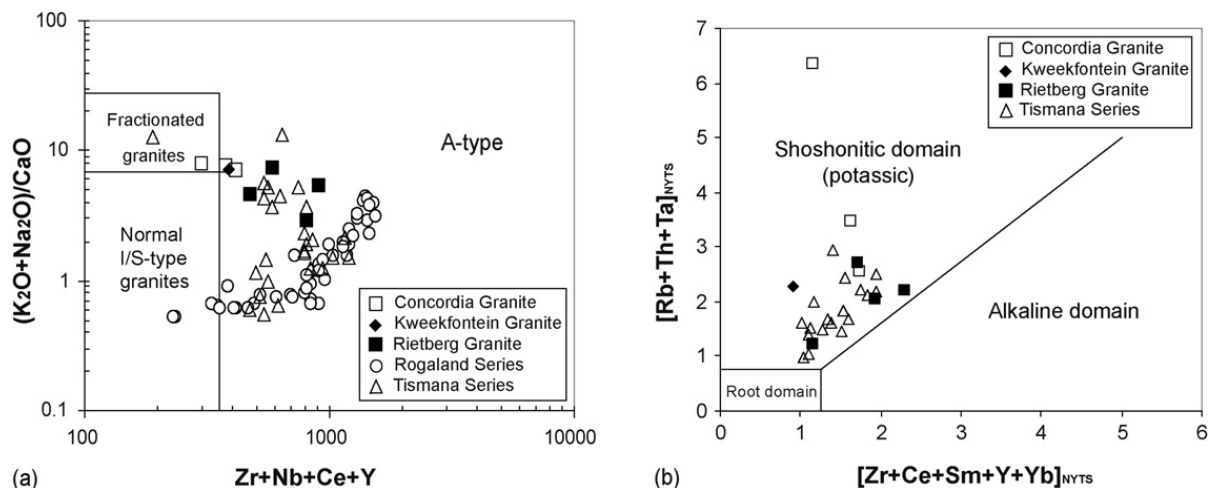 100
10
1
0.1
(K2O+Na2O)/CaO
Fractionated
granites
Normal
I/S-type
granites
A-type
Concordia Granite
Kweekfontein Granite
Rietberg Granite
Rogaland Series
Tismana Series
100
1000
10000
(a)
Zr+Nb+Ce+Y
7
6
5
4
3
2
1
0
[Rb+Th+Ta]NYTS
Concordia Granite
Kweekfontein Granite
Rietberg Granite
Tismana Series
Shoshonitic domain
(potassic)
Alkaline domain
Root domain
0 1 2 3 4 5 6
(b)
[Zr+Ce+Sm+Y+Yb]NYTS